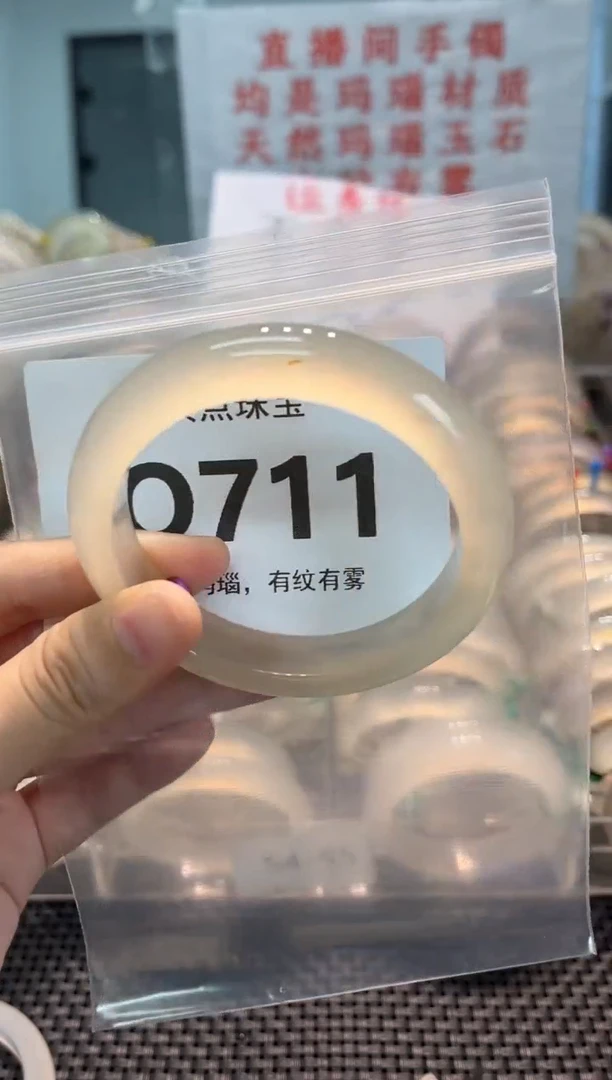 直播间手镯
均是玛瑙材质
天然玛瑙玉石
点珠宝
0711
瑙，有纹有雾